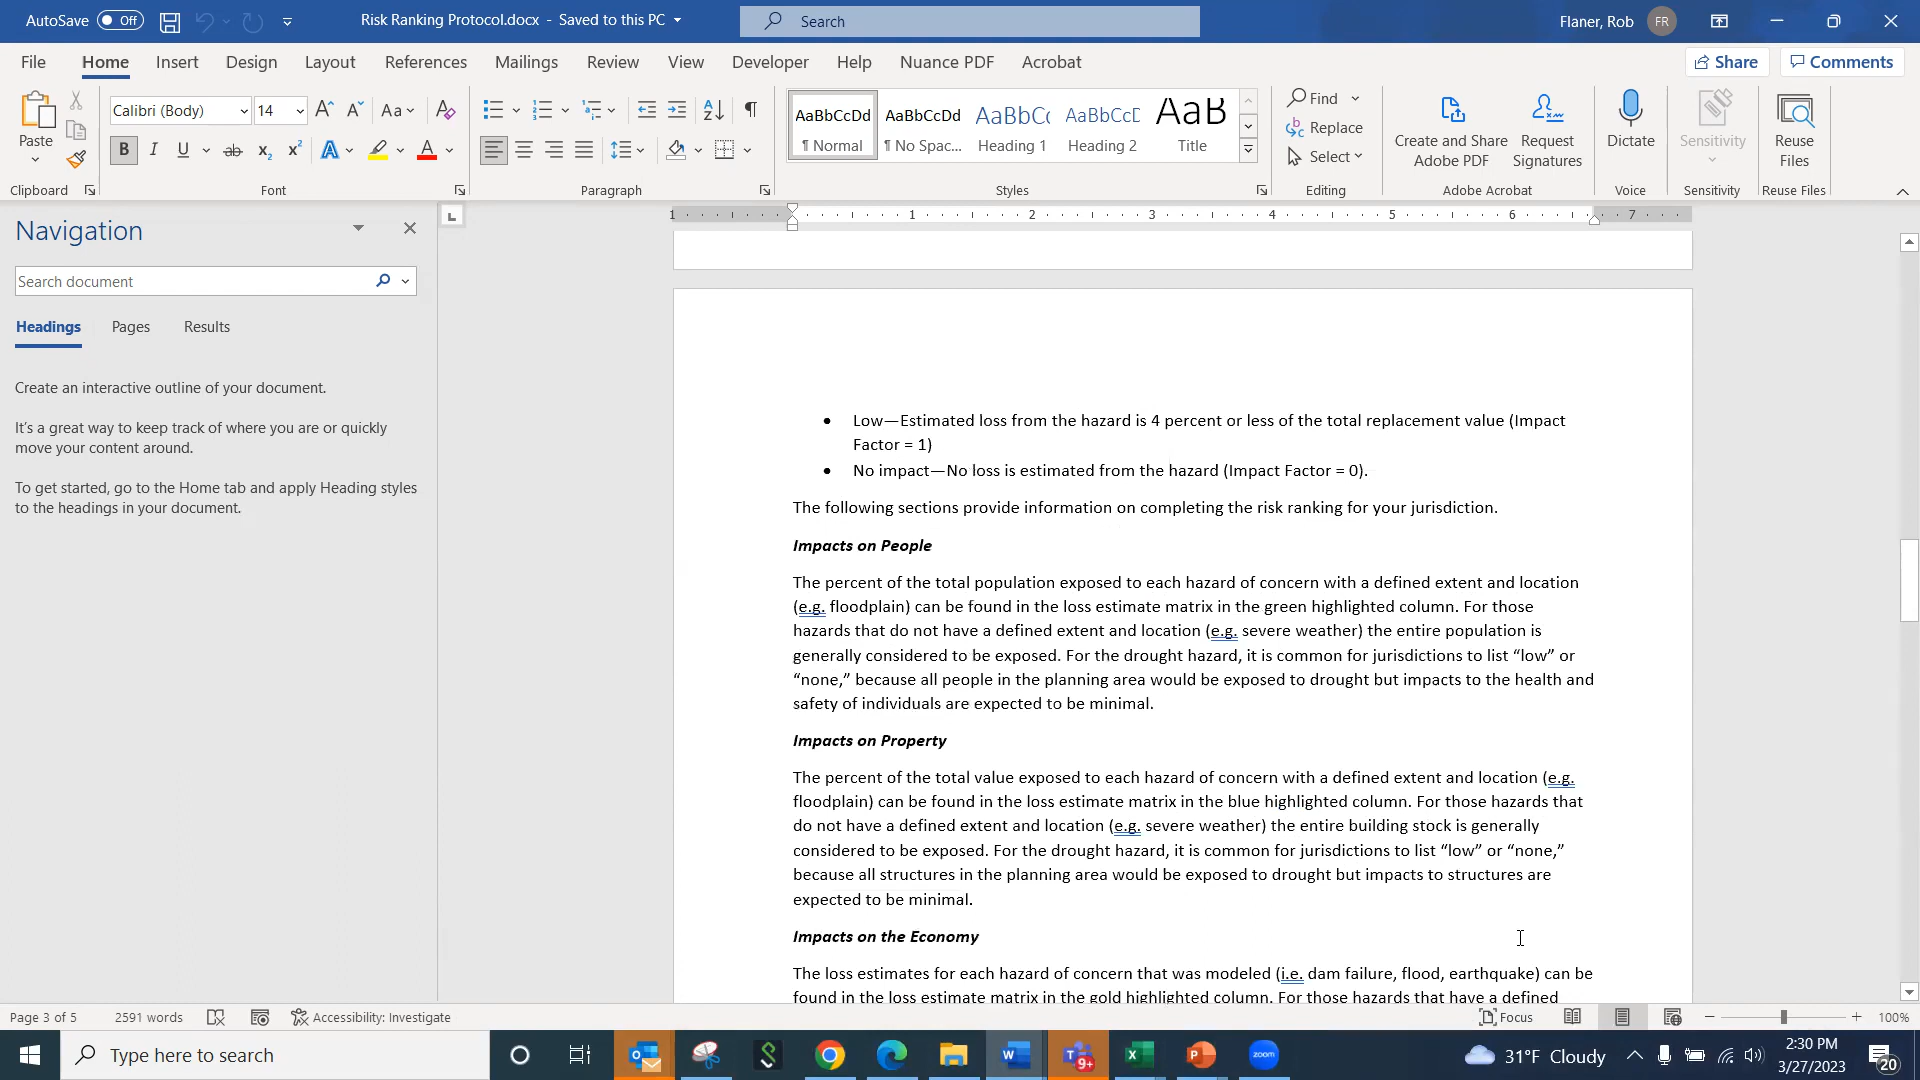 AutoSave Off Risk Ranking Protocol.docx - Saved to this PC Search Flaner, Rob FR
File Home Insert Design Layout References Mailings Review View Developer Help Nuance PDF Acrobat Share Comments
Paste
Calibri (Body) 14 Aa
AaBbCcDd AaBbCcDd AaBbC AaBbCcD AaB
¶ Normal ¶ No Spac... Heading 1 Heading 2 Title
Find
Replace
Select
Create and Share
Adobe PDF
Request
Signatures
Dictate
Sensitivity
Reuse
Files
Clipboard Font Paragraph Styles Editing Adobe Acrobat Voice Sensitivity Reuse Files
1 1 2 3 4 5 6 7
Navigation
Search document
Headings Pages Results
Create an interactive outline of your document.
It's a great way to keep track of where you are or quickly
move your content around.
To get started, go to the Home tab and apply Heading styles
to the headings in your document.
• Low—Estimated loss from the hazard is 4 percent or less of the total replacement value (Impact
Factor = 1)
• No impact—No loss is estimated from the hazard (Impact Factor = 0).
The following sections provide information on completing the risk ranking for your jurisdiction.
Impacts on People
The percent of the total population exposed to each hazard of concern with a defined extent and location
(e.g. floodplain) can be found in the loss estimate matrix in the green highlighted column. For those
hazards that do not have a defined extent and location (e.g. severe weather) the entire population is
generally considered to be exposed. For the drought hazard, it is common for jurisdictions to list “low” or
“none,” because all people in the planning area would be exposed to drought but impacts to the health and
safety of individuals are expected to be minimal.
Impacts on Property
The percent of the total value exposed to each hazard of concern with a defined extent and location (e.g.
floodplain) can be found in the loss estimate matrix in the blue highlighted column. For those hazards that
do not have a defined extent and location (e.g. severe weather) the entire building stock is generally
considered to be exposed. For the drought hazard, it is common for jurisdictions to list “low” or “none,”
because all structures in the planning area would be exposed to drought but impacts to structures are
expected to be minimal.
Impacts on the Economy
The loss estimates for each hazard of concern that was modeled (i.e. dam failure, flood, earthquake) can be
found in the loss estimate matrix in the gold highlighted column. For those hazards that have a defined
Page 3 of 5 2591 words Accessibility: Investigate Focus 100%
Type here to search 9+ zoom 31°F Cloudy 2:30 PM
3/27/2023 20